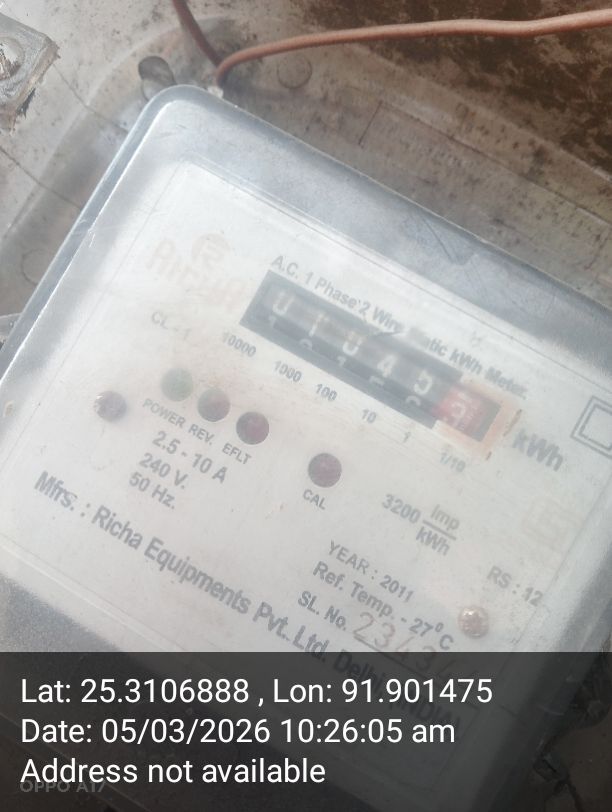 A.C. 1 Phase 2 Wire Static kWh Meter.
CL-1
10000 1000 100 10 1 1/10
kWh
POWER REV. EFLT
CAL
2.5 - 10 A
240 V.
50 Hz.
3200 Imp
kWh
Mfrs. : Richa Equipments Pvt. Ltd.
YEAR : 2011
RS : 12
Ref. Temp. - 27°C
SL. No.
Lat: 25.3106888 , Lon: 91.901475
Date: 05/03/2026 10:26:05 am
Address not available
OPPO A17